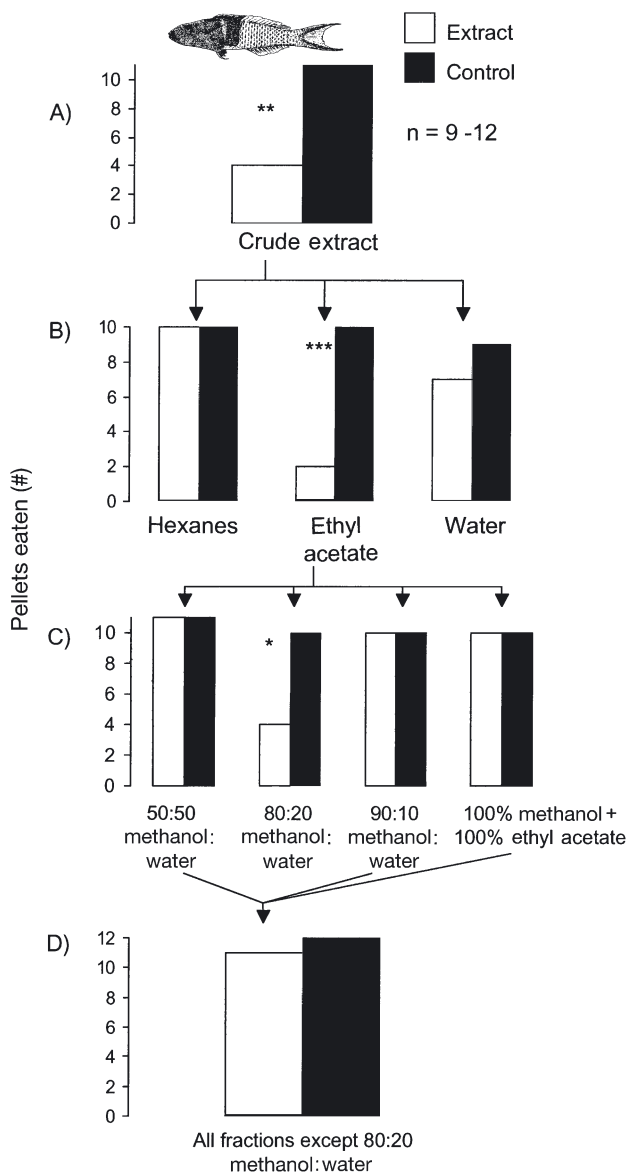 Extract
Control
n = 9 -12
A)
10
8
6
4
2
0
**
Crude extract
Pellets eaten (#)
B)
10
8
6
4
2
0
***
Hexanes
Ethyl
acetate
Water
C)
10
8
6
4
2
0
*
50:50
methanol:
water
80:20
methanol:
water
90:10
methanol:
water
100% methanol +
100% ethyl acetate
D)
12
10
8
6
4
2
0
All fractions except 80:20
methanol:water